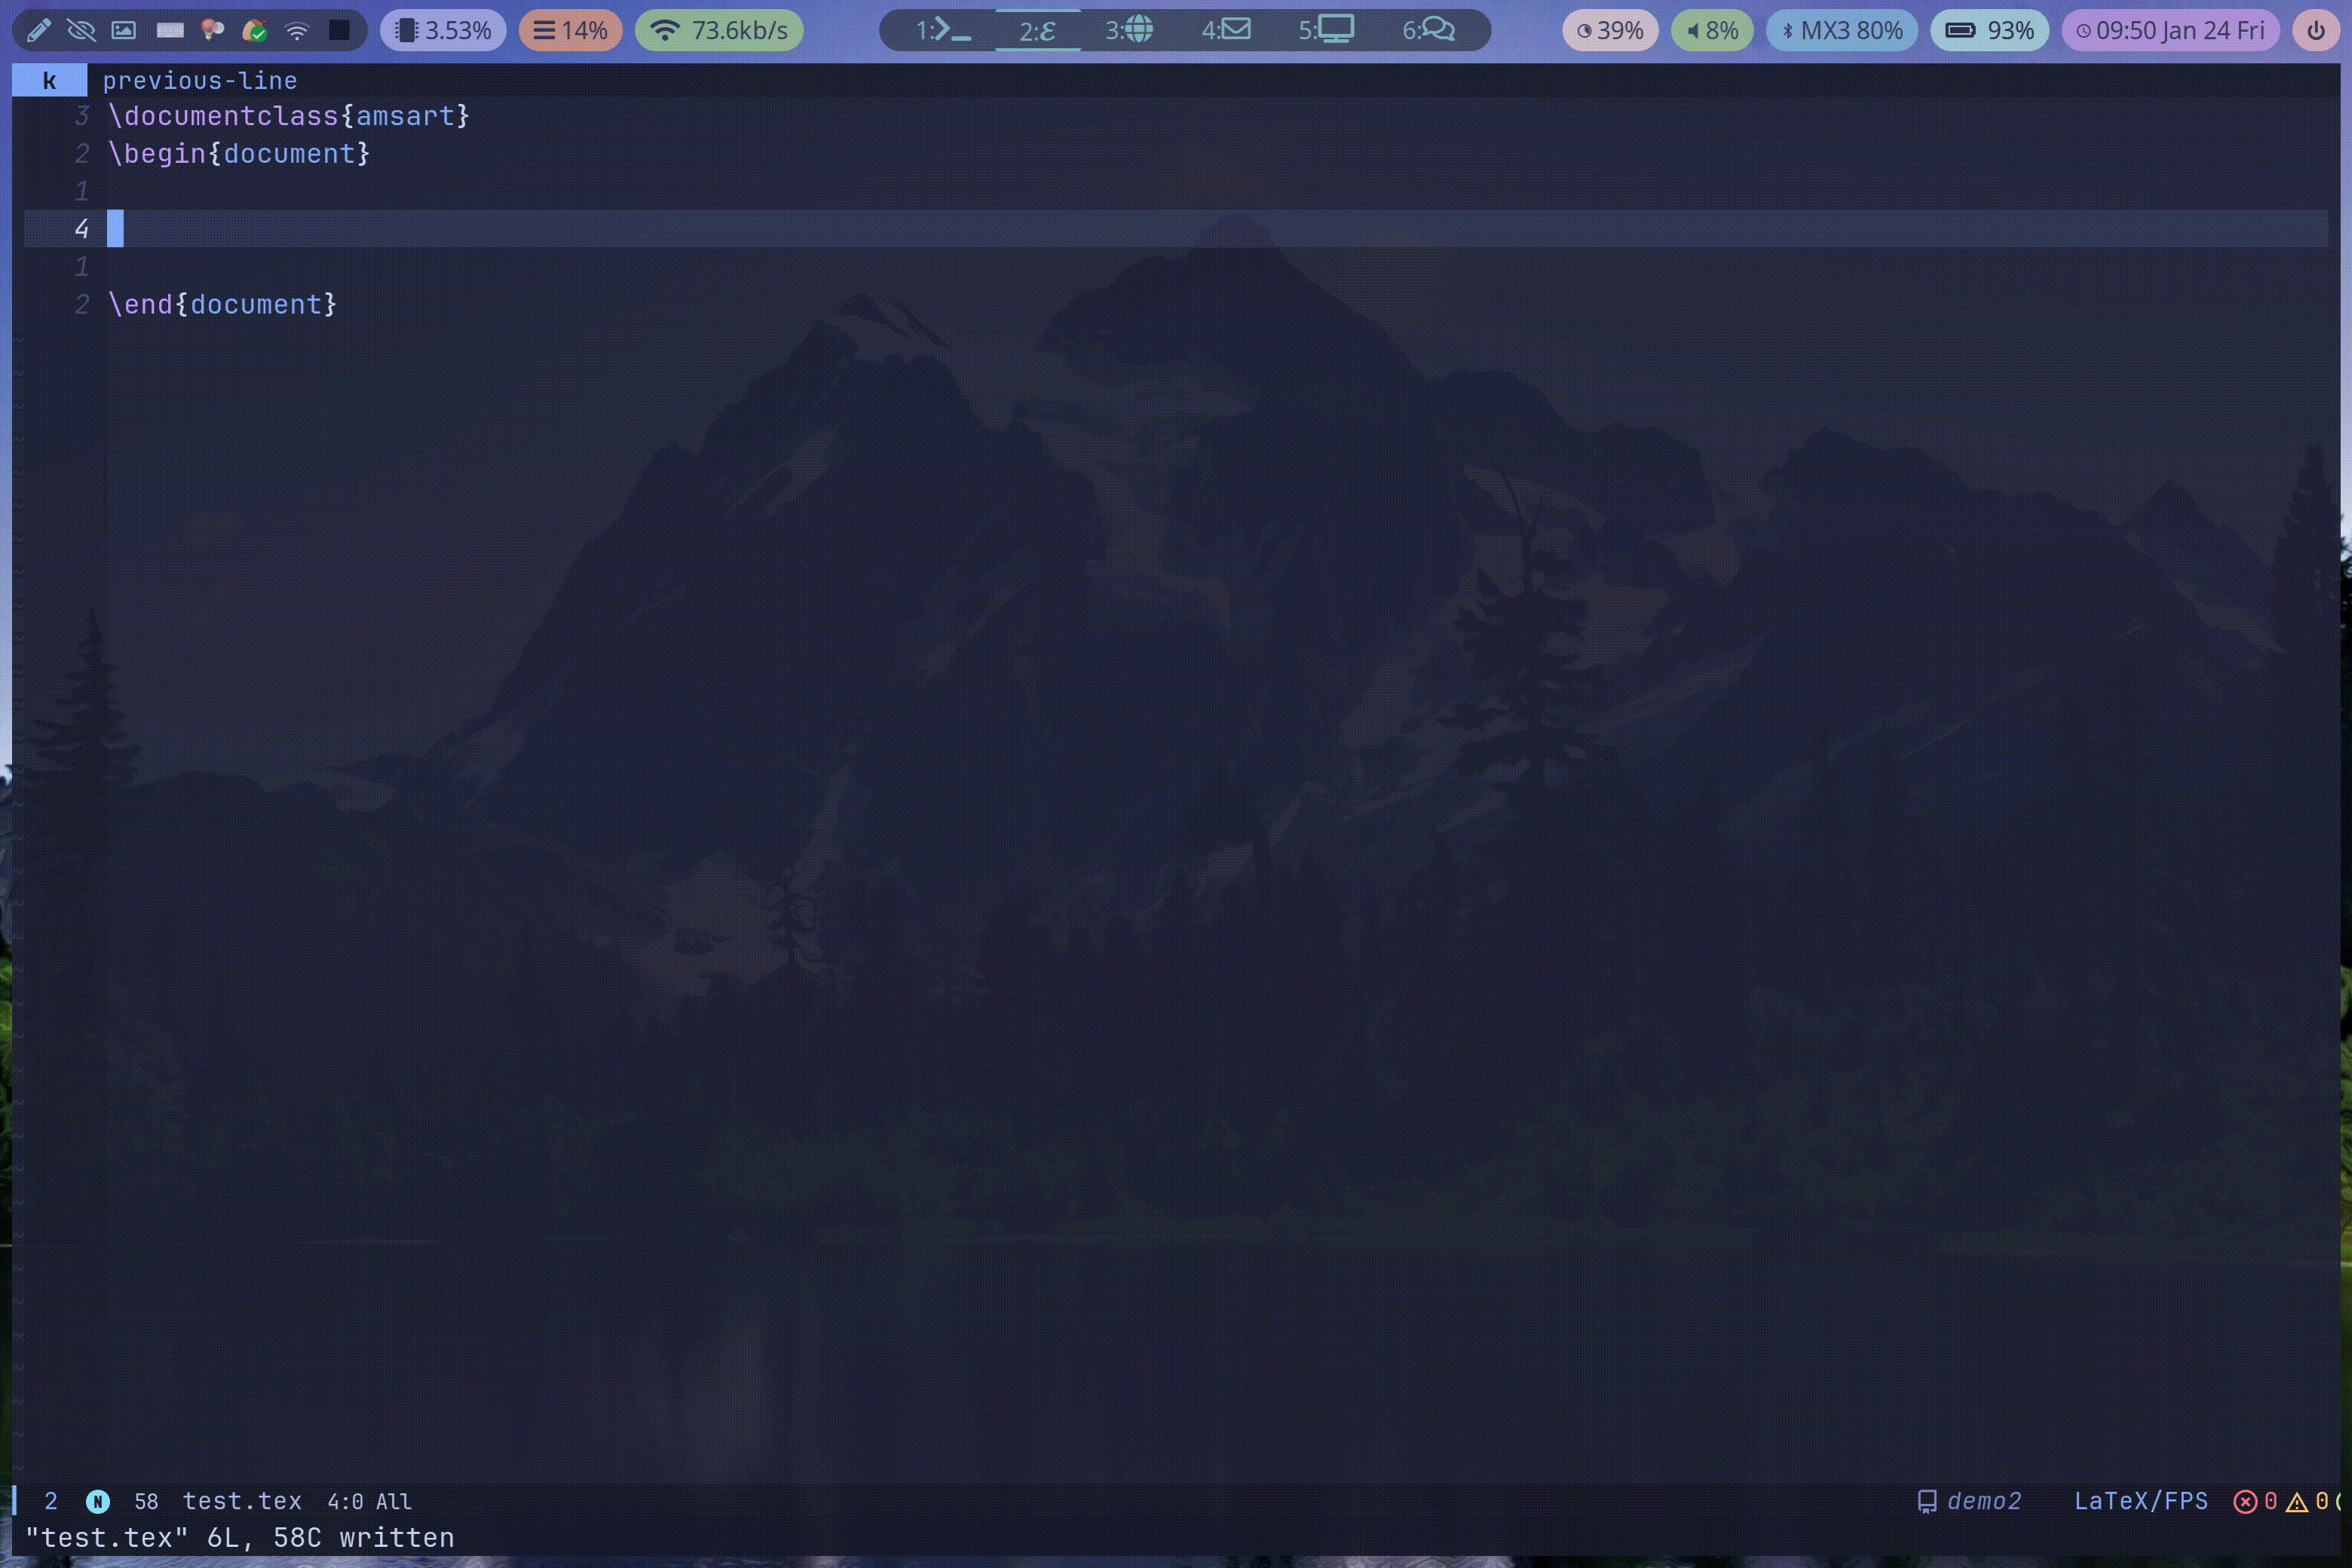 3.53% 14% 73.6kb/s 1: 2:ε 3: 4: 5: 6: 39% 8% MX3 80% 93% 09:50 Jan 24 Fri
k previous-line
3 \documentclass{amsart}
2 \begin{document}
1
4
1
2 \end{document}
2 N 58 test.tex 4:0 All demo2 LaTeX/FPS 0 0
"test.tex" 6L, 58C written